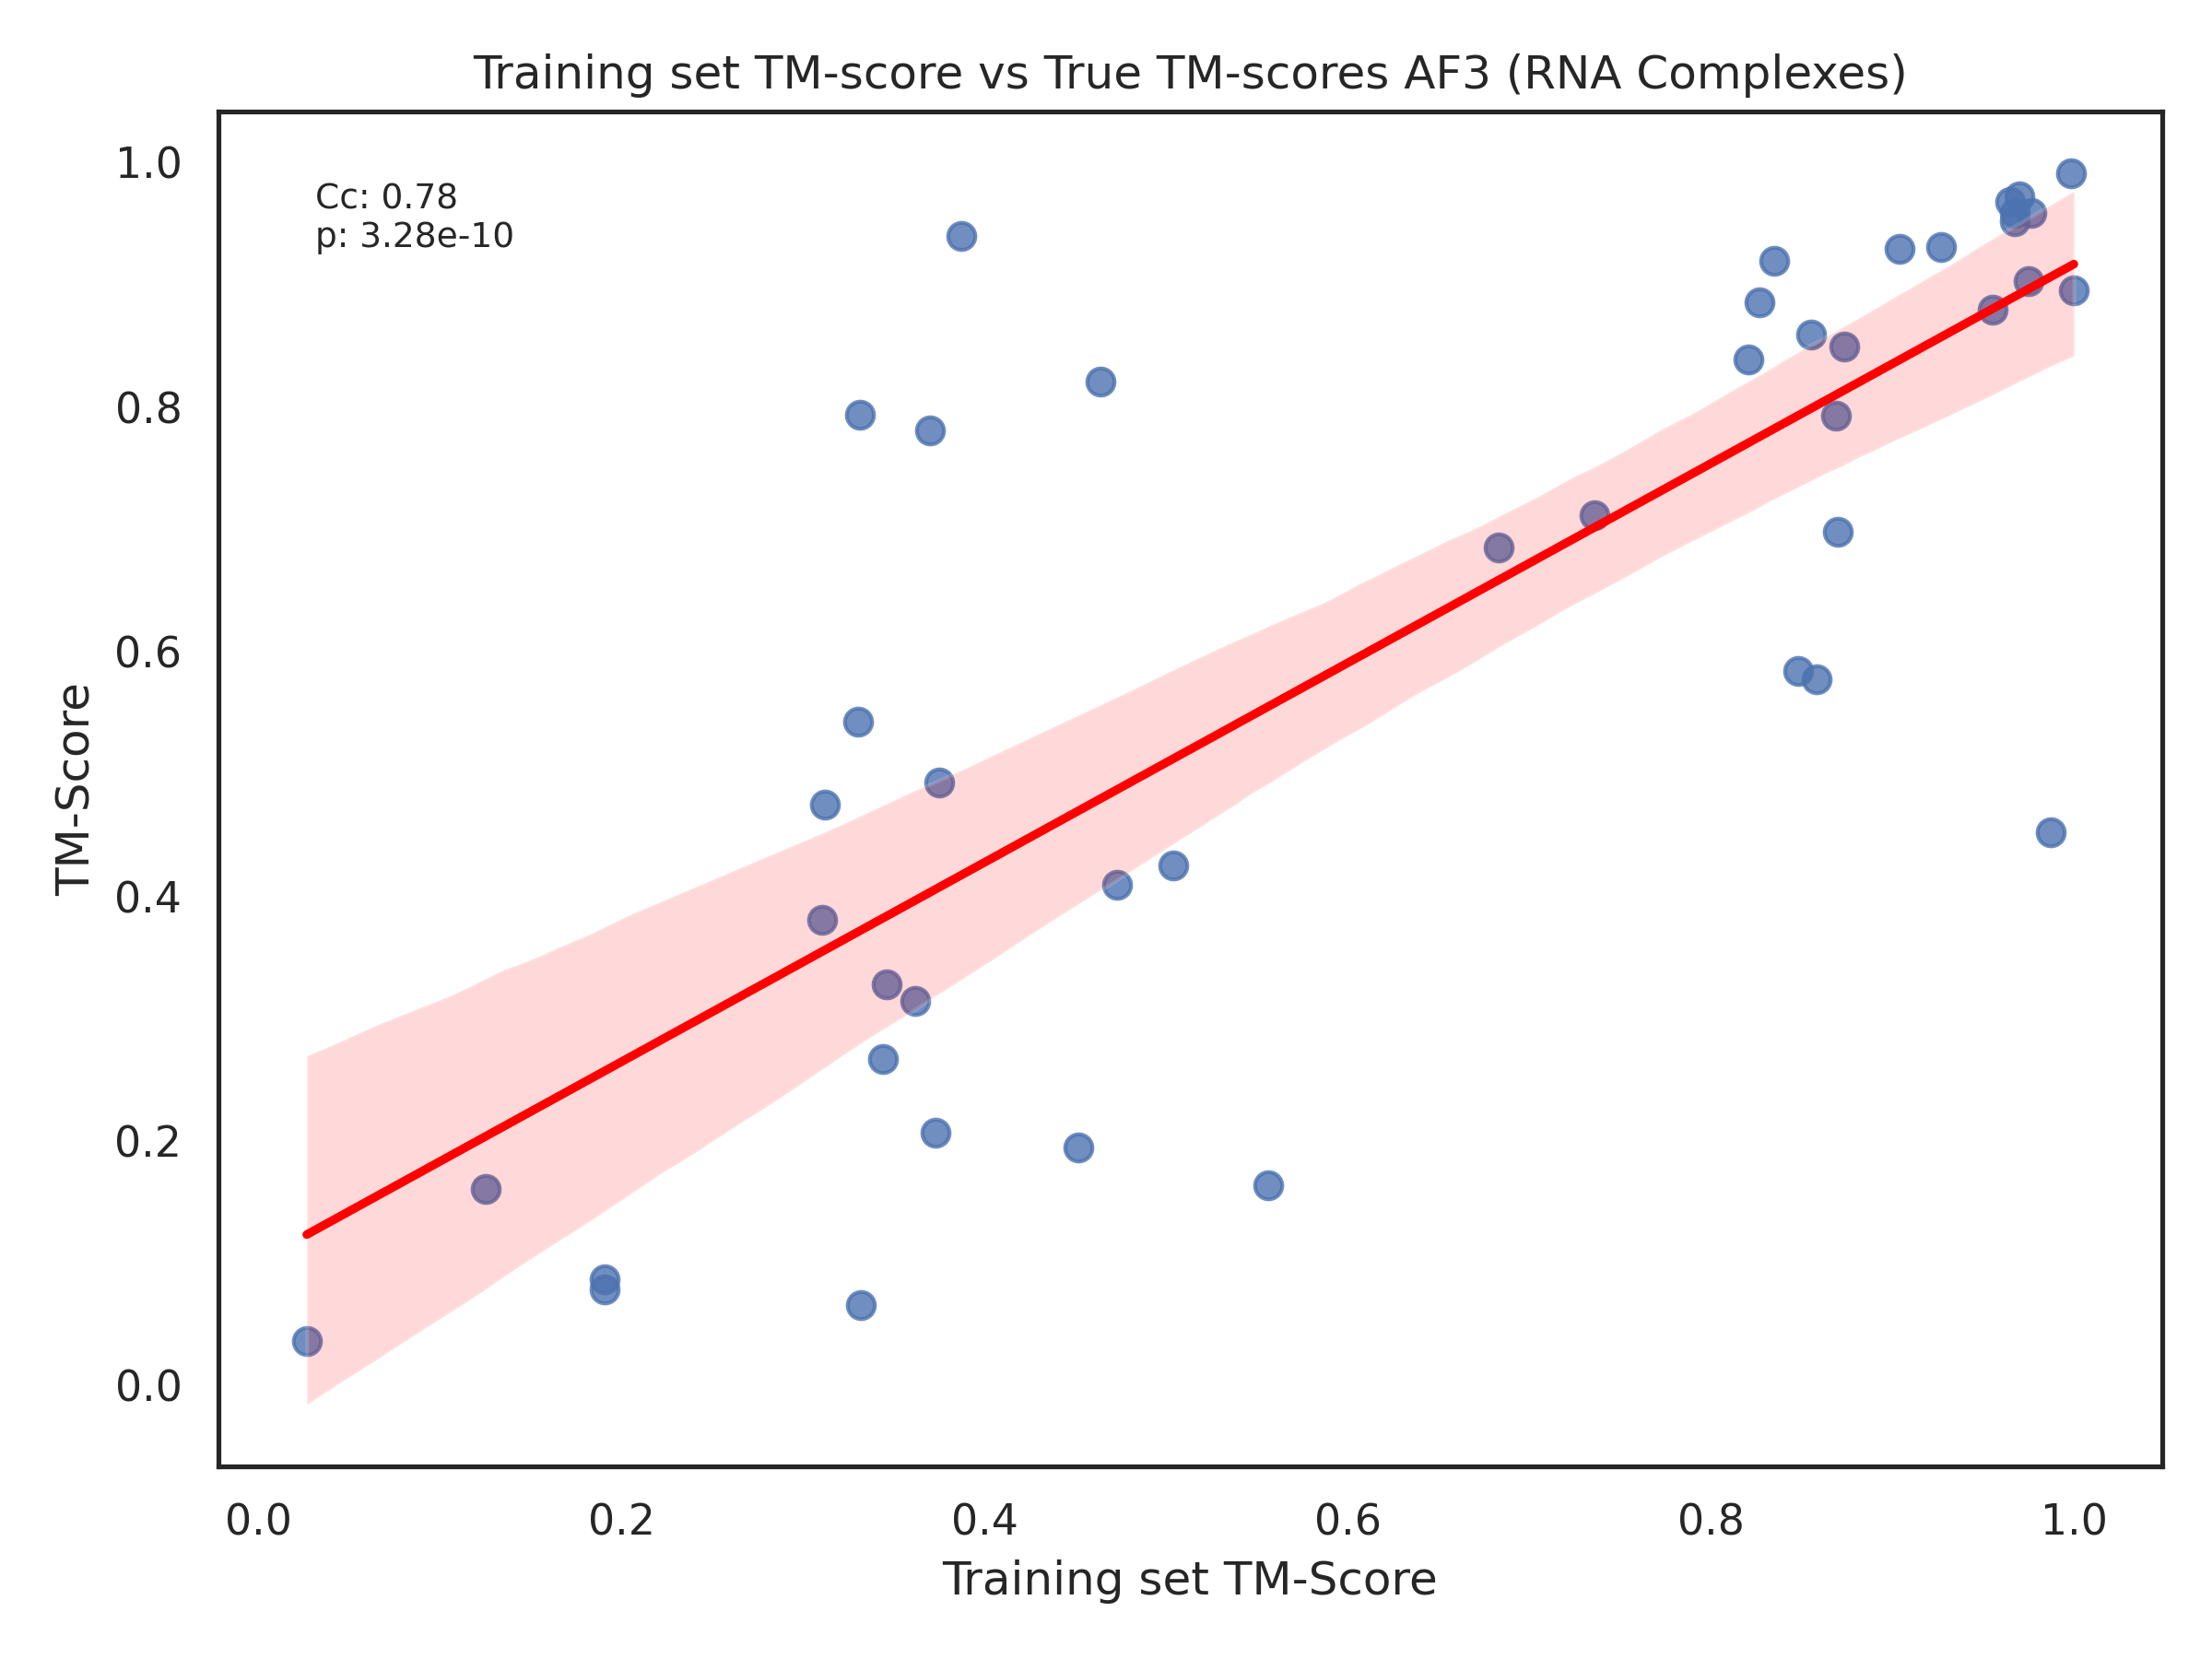 Training set TM-score vs True TM-scores AF3 (RNA Complexes)
Cc: 0.78
p: 3.28e-10
1.0
0.8
0.6
0.4
0.2
0.0
TM-Score
0.0 0.2 0.4 0.6 0.8 1.0
Training set TM-Score